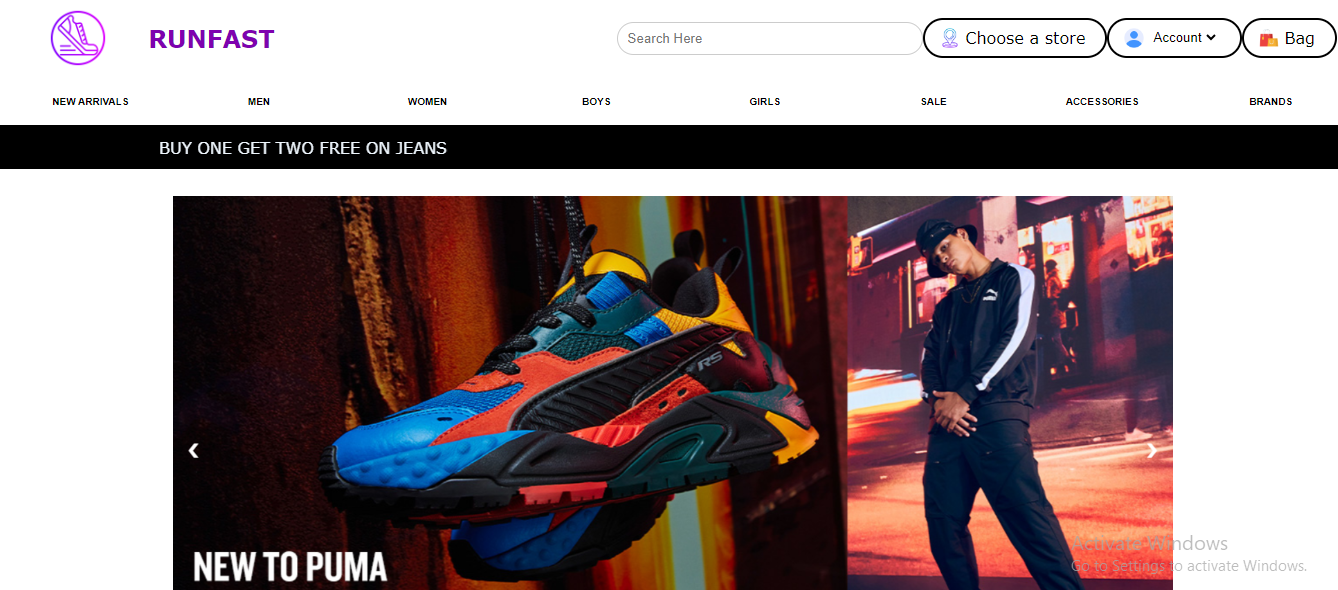 RUNFAST
Search Here
Choose a store
Account
Bag
NEW ARRIVALS
MEN
WOMEN
BOYS
GIRLS
SALE
ACCESSORIES
BRANDS
BUY ONE GET TWO FREE ON JEANS
RS
NEW TO PUMA
Activate Windows
Go to Settings to activate Windows.